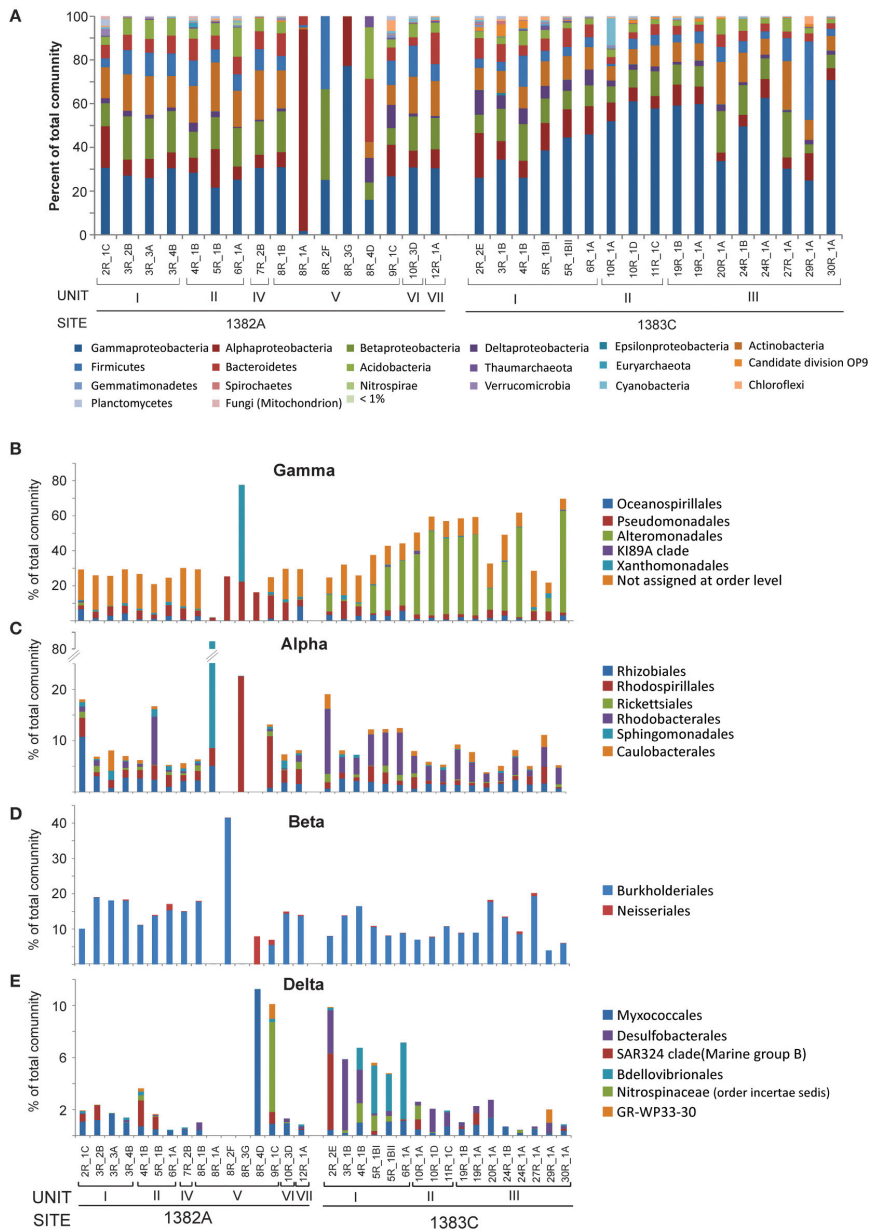 A
Percent of total comunnity
100
80
60
40
20
0
2R_1C 3R_2B 3R_3A 3R_4B 4R_1B 5R_1B 6R_1A 7R_2B 8R_1B 8R_1A 8R_2F 8R_3G 8R_4D 9R_1C 10R_3D 12R_1A 2R_2E 3R_1B 4R_1B 5R_1BI 5R_1BII 6R_1A 10R_1A 10R_1D 11R_1C 19R_1B 19R_1A 20R_1A 24R_1B 24R_1A 27R_1A 29R_1A 30R_1A
UNIT I II IV V VI VII I II III
SITE 1382A 1383C
Gammaproteobacteria Alphaproteobacteria Betaproteobacteria Deltaproteobacteria Epsilonproteobacteria Actinobacteria
Firmicutes Bacteroidetes Acidobacteria Thaumarchaeota Euryarchaeota Candidate division OP9
Gemmatimonadetes Spirochaetes Nitrospirae Verrucomicrobia Cyanobacteria Chloroflexi
Planctomycetes Fungi (Mitochondrion) < 1%
B
Gamma
% of total comunnity
80
60
40
20
Oceanospirillales
Pseudomonadales
Alteromonadales
KI89A clade
Xanthomonadales
Not assigned at order level
C
Alpha
% of total comunnity
80
20
10
Rhizobiales
Rhodospirillales
Rickettsiales
Rhodobacterales
Sphingomonadales
Caulobacterales
D
Beta
% of total comunnity
40
30
20
10
Burkholderiales
Neisseriales
E
Delta
% of total comunnity
10
6
2
Myxococcales
Desulfobacterales
SAR324 clade(Marine group B)
Bdellovibrionales
Nitrospinaceae (order incertae sedis)
GR-WP33-30
2R_1C 3R_2B 3R_3A 3R_4B 4R_1B 5R_1B 6R_1A 7R_2B 8R_1B 8R_1A 8R_2F 8R_3G 8R_4D 9R_1C 10R_3D 12R_1A 2R_2E 3R_1B 4R_1B 5R_1BI 5R_1BII 6R_1A 10R_1A 10R_1D 11R_1C 19R_1B 19R_1A 20R_1A 24R_1B 24R_1A 27R_1A 29R_1A 30R_1A
UNIT I II IV V VI VII I II III
SITE 1382A 1383C